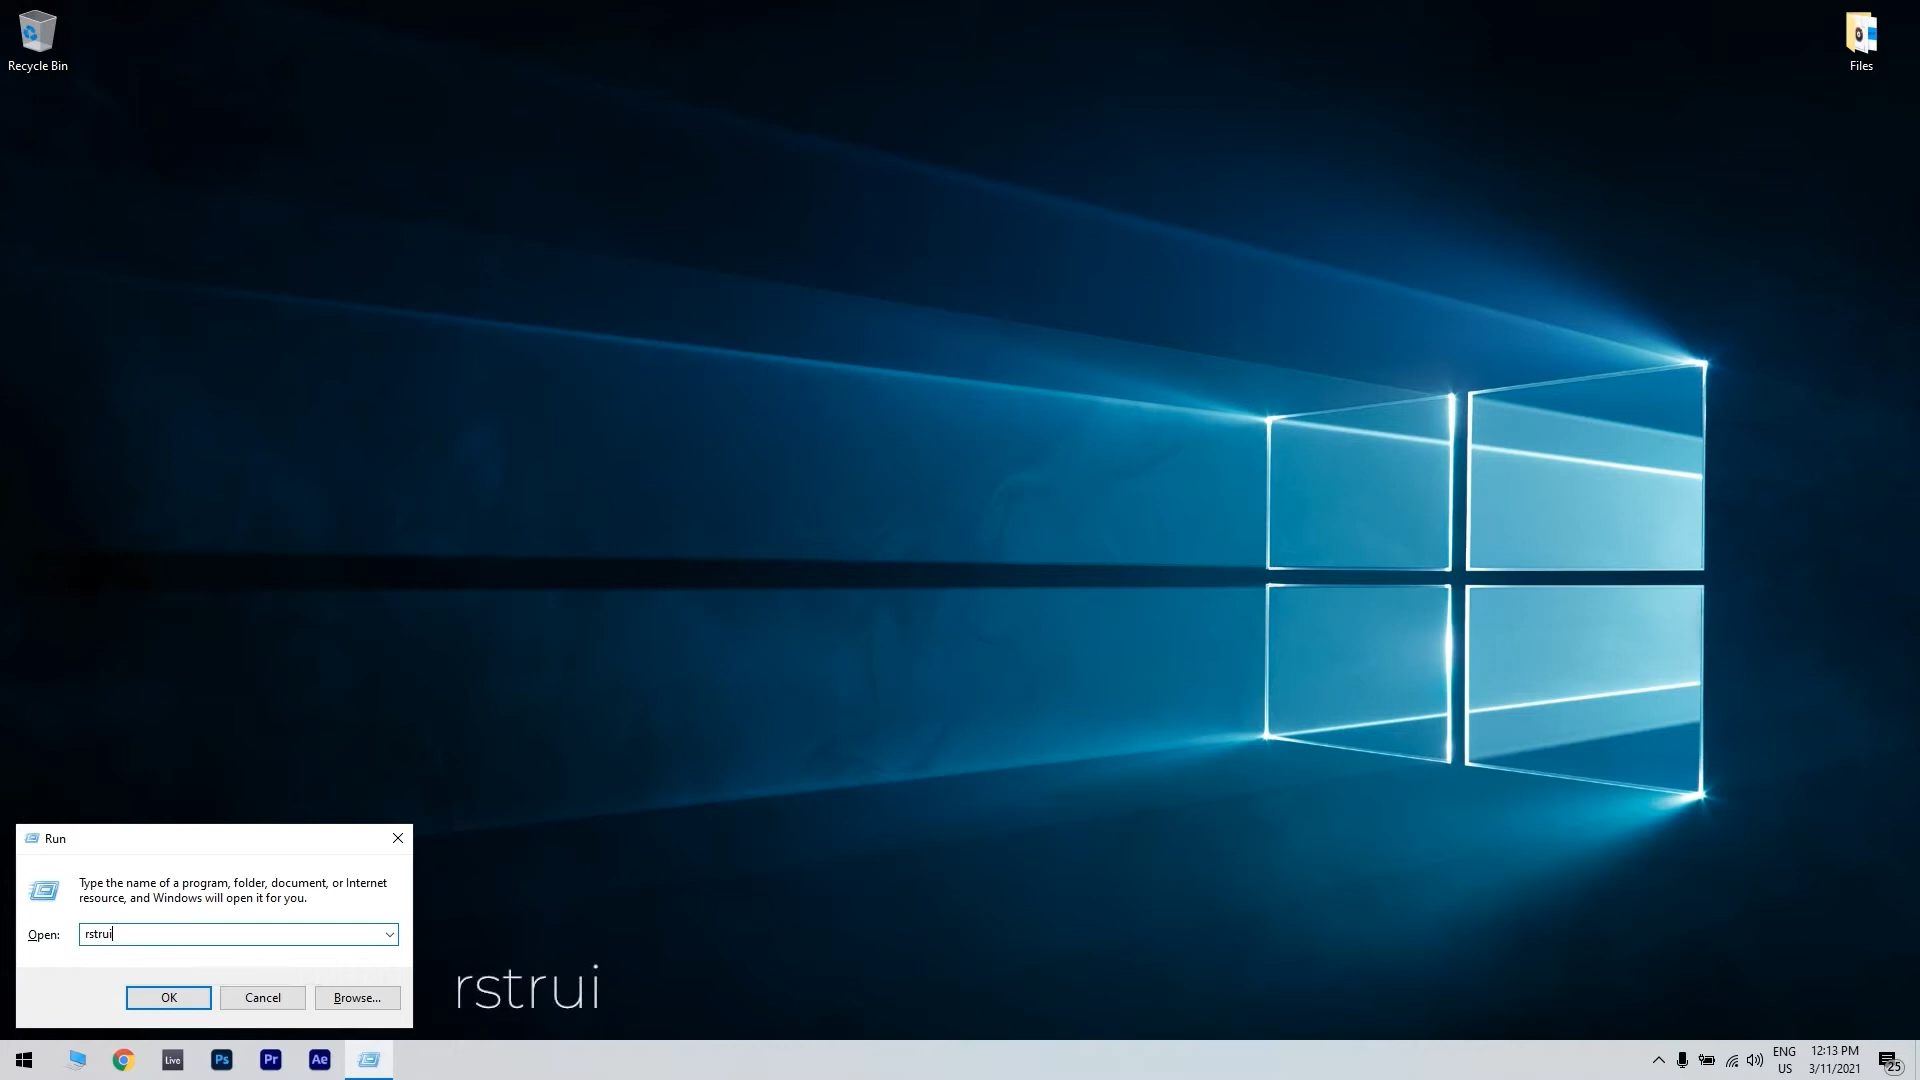 Recycle Bin
Files
Run
Type the name of a program, folder, document, or Internet
resource, and Windows will open it for you.
Open:
rstrui
OK
Cancel
Browse...
rstrui
Live
Ps
Pr
Ae
ENG
US
12:13 PM
3/11/2021
25